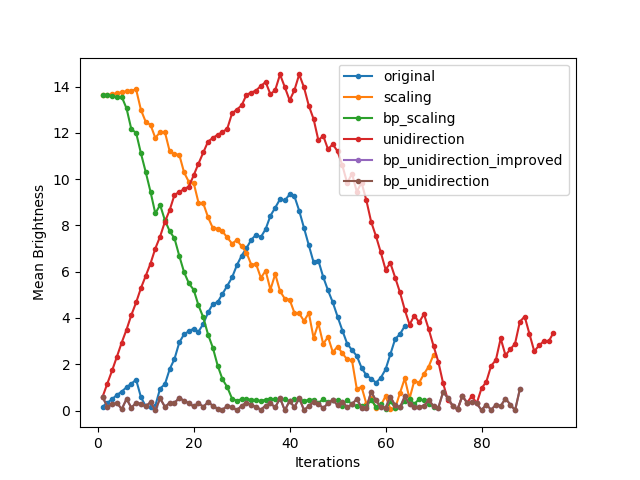 original
scaling
bp_scaling
unidirection
bp_unidirection_improved
bp_unidirection
Mean Brightness
14
12
10
8
6
4
2
0
0 20 40 60 80
Iterations